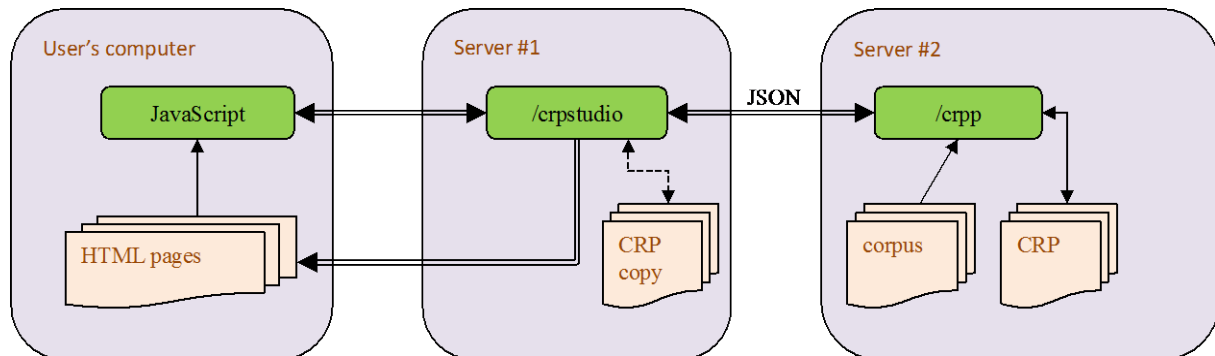 User's computer
JavaScript
HTML pages
Server #1
/crpstudio
CRP
copy
JSON
Server #2
/crpp
corpus
CRP